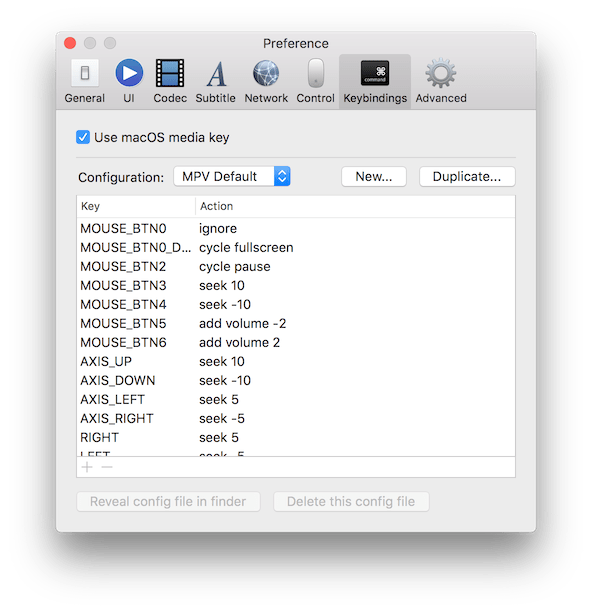 Preference
General UI Codec Subtitle Network Control command Keybindings Advanced
Use macOS media key
Configuration: MPV Default New... Duplicate...
Key Action
MOUSE_BTN0 ignore
MOUSE_BTN0_D... cycle fullscreen
MOUSE_BTN2 cycle pause
MOUSE_BTN3 seek 10
MOUSE_BTN4 seek -10
MOUSE_BTN5 add volume -2
MOUSE_BTN6 add volume 2
AXIS_UP seek 10
AXIS_DOWN seek -10
AXIS_LEFT seek 5
AXIS_RIGHT seek -5
RIGHT seek 5
LEFT seek -5
Reveal config file in finder Delete this config file